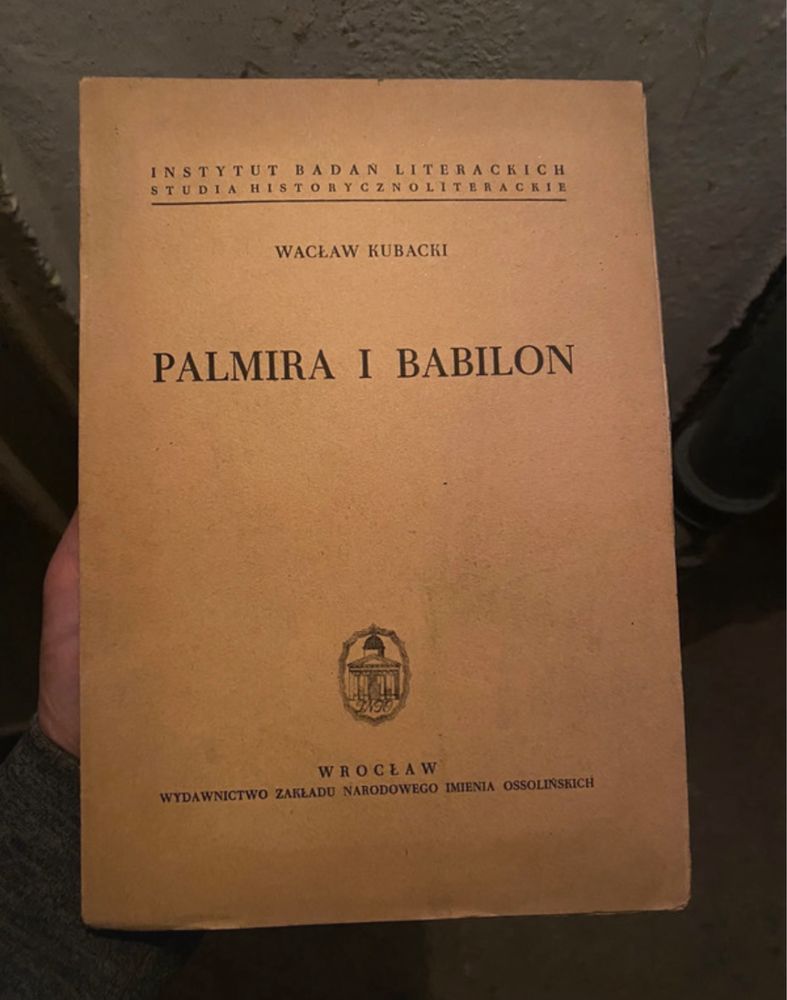 INSTYTUT BADAŃ LITERACKICH
STUDIA HISTORYCZNOLITERACKIE
WACŁAW KUBACKI
PALMIRA I BABILON
WROCŁAW
WYDAWNICTWO ZAKŁADU NARODOWEGO IMIENIA OSSOLIŃSKICH